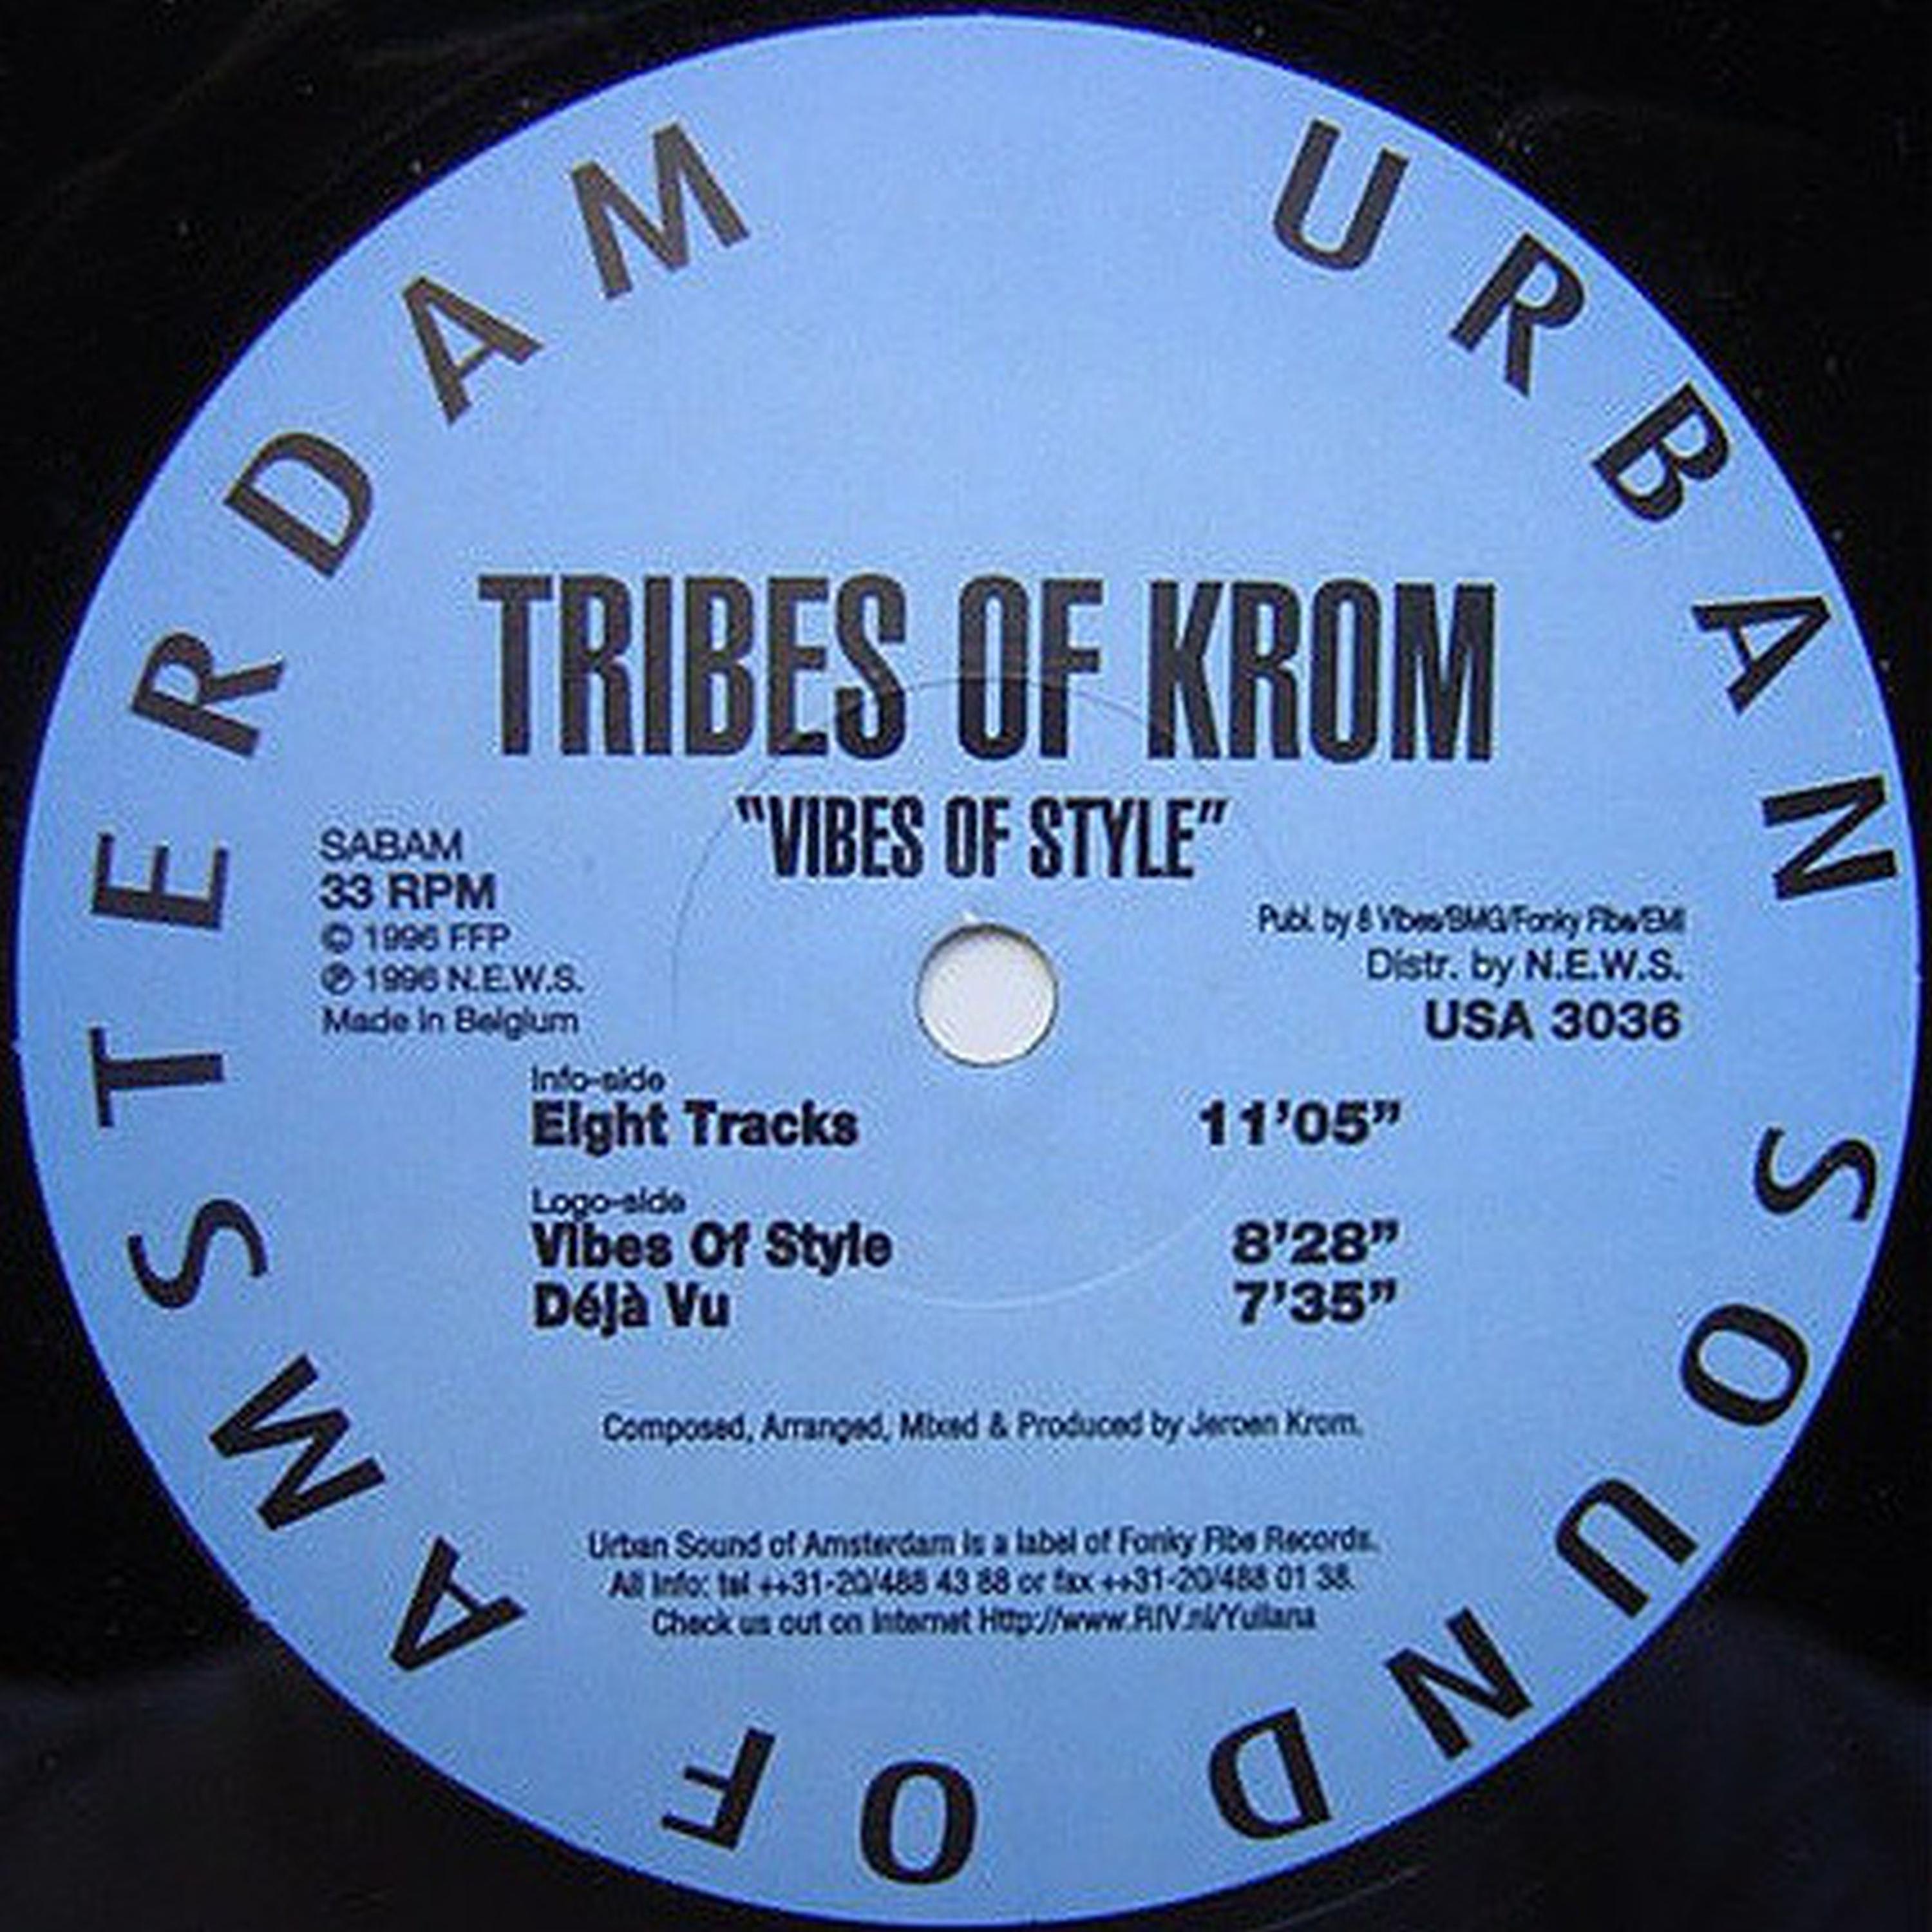 URBAN SOUND OF AMSTERDAM
TRIBES OF KROM
"VIBES OF STYLE"
SABAM
33 RPM
© 1996 FFP
℗ 1996 N.E.W.S.
Made in Belgium
Publ. by 8 Vibes/BMG/Fonky Fibe/EMI
Distr. by N.E.W.S.
USA 3036
Info-side
Eight Tracks 11'05"
Logo-side
Vibes Of Style 8'28"
Déjà Vu 7'35"
Composed, Arranged, Mixed & Produced by Jeroen Krom.
Urban Sound of Amsterdam is a label of Fonky Fibe Records.
All info: tel ++31-20/488 43 88 or fax ++31-20/488 01 38.
Check us out on Internet Http://www.RIV.nl/Yuliana